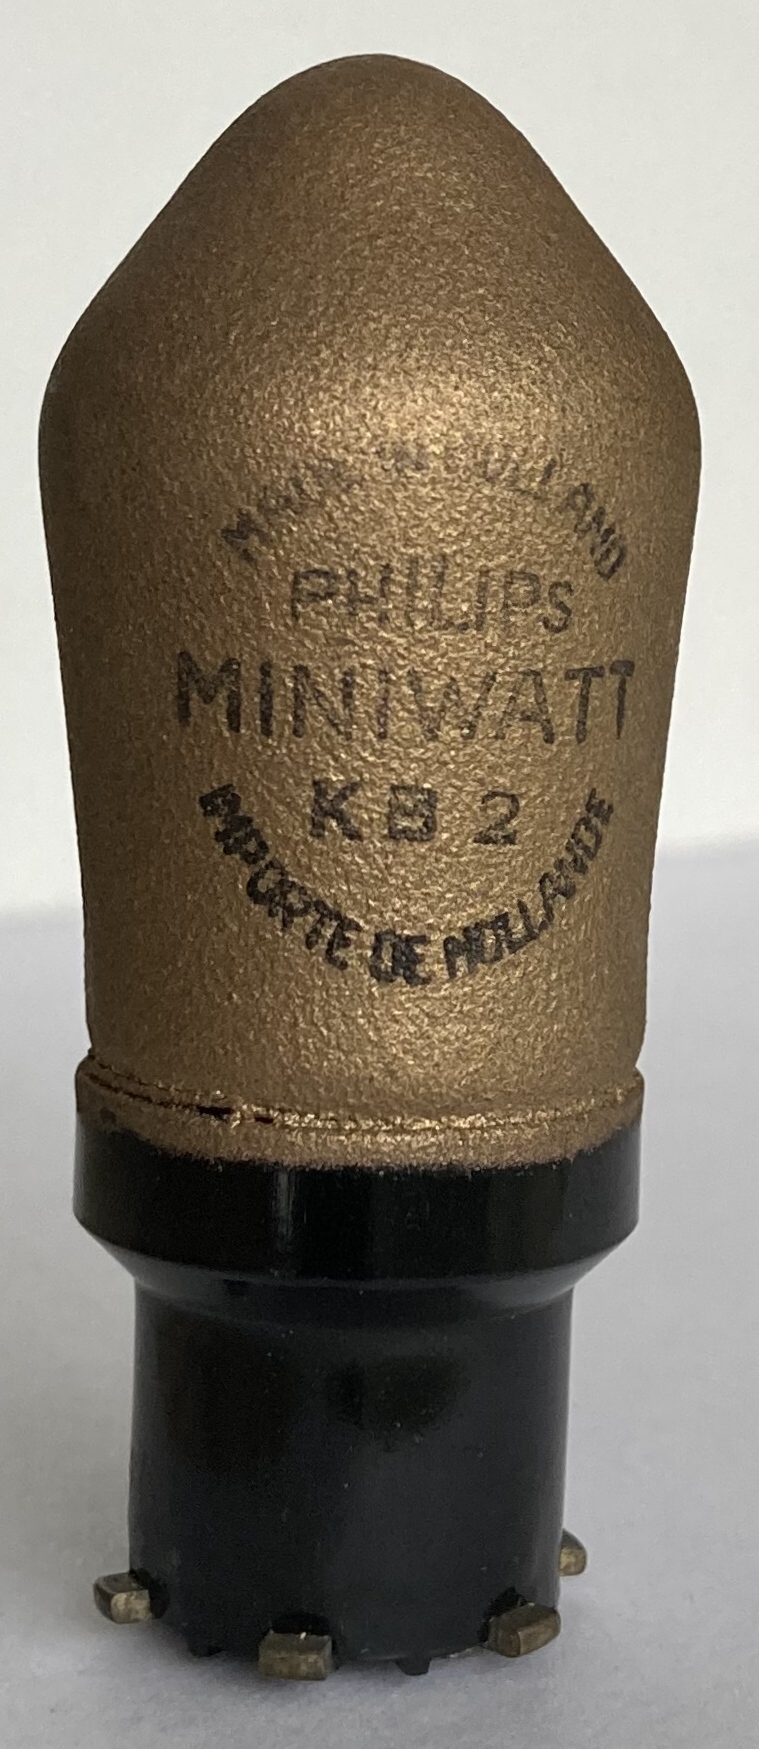 MADE IN HOLLAND
PHILIPS
MINIWATT
KB2
IMPORTE DE HOLLANDE